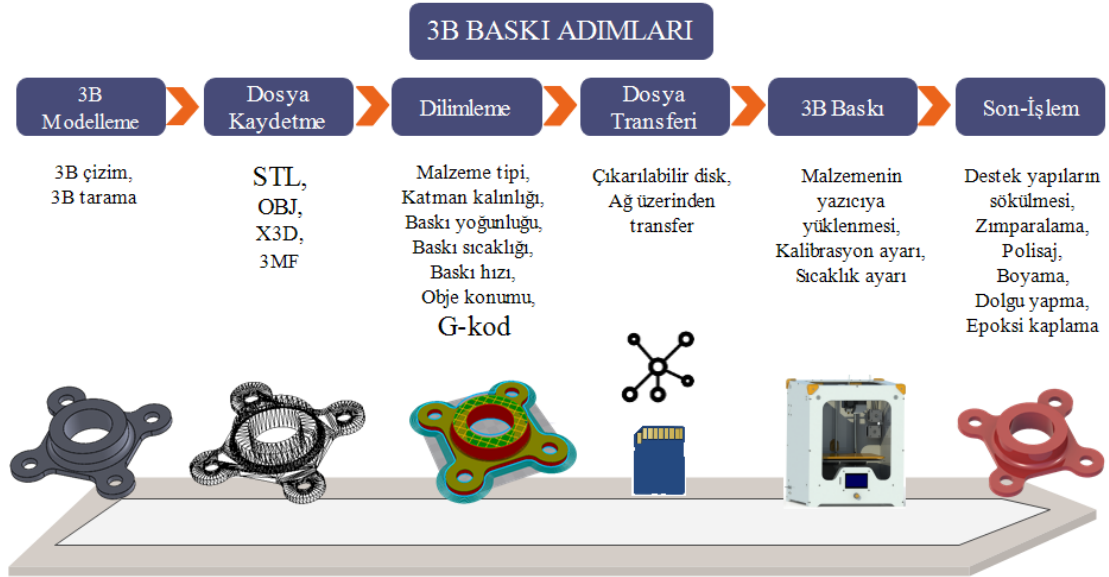 3B BASKI ADIMLARI
3B
Modelleme
Dosya
Kaydetme
Dilimleme
Dosya
Transferi
3B Baskı
Son-İşlem
3B çizim,
3B tarama
STL,
OBJ,
X3D,
3MF
Malzeme tipi,
Katman kalınlığı,
Baskı yoğunluğu,
Baskı sıcaklığı,
Baskı hızı,
Obje konumu,
G-kod
Çıkarılabilir disk,
Ağ üzerinden
transfer
Malzemenin
yazıcıya
yüklenmesi,
Kalibrasyon ayarı,
Sıcaklık ayarı
Destek yapıların
sökülmesi,
Zımparalama,
Polisaj,
Boyama,
Dolgu yapma,
Epoksi kaplama